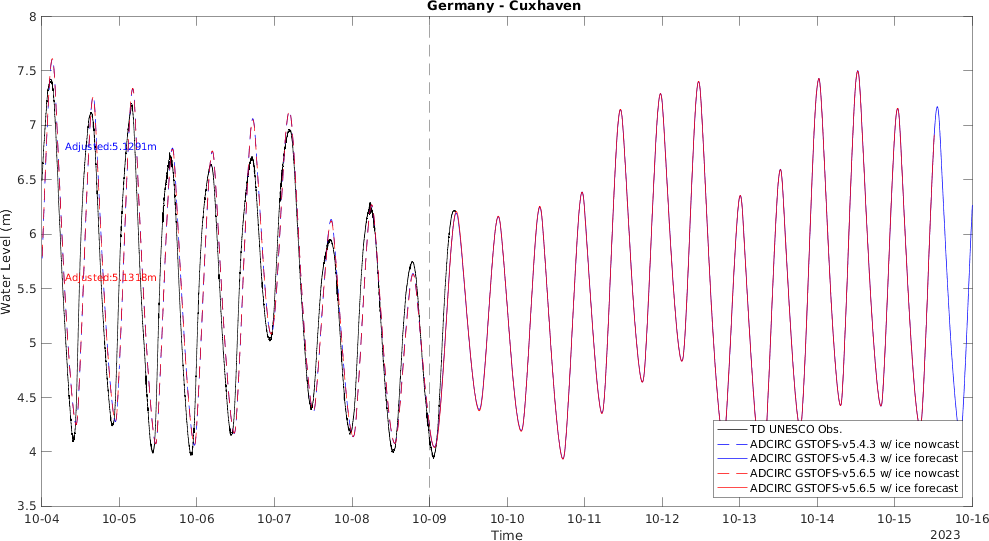 Germany - Cuxhaven
8
7.5
7
6.5
6
5.5
5
4.5
4
3.5
Water Level (m)
Adjusted:5.1291m
Adjusted:5.1318m
TD UNESCO Obs.
ADCIRC GSTOFS-v5.4.3 w/ ice nowcast
ADCIRC GSTOFS-v5.4.3 w/ ice forecast
ADCIRC GSTOFS-v5.6.5 w/ ice nowcast
ADCIRC GSTOFS-v5.6.5 w/ ice forecast
10-04 10-05 10-06 10-07 10-08 10-09 10-10 10-11 10-12 10-13 10-14 10-15 10-16
Time
2023